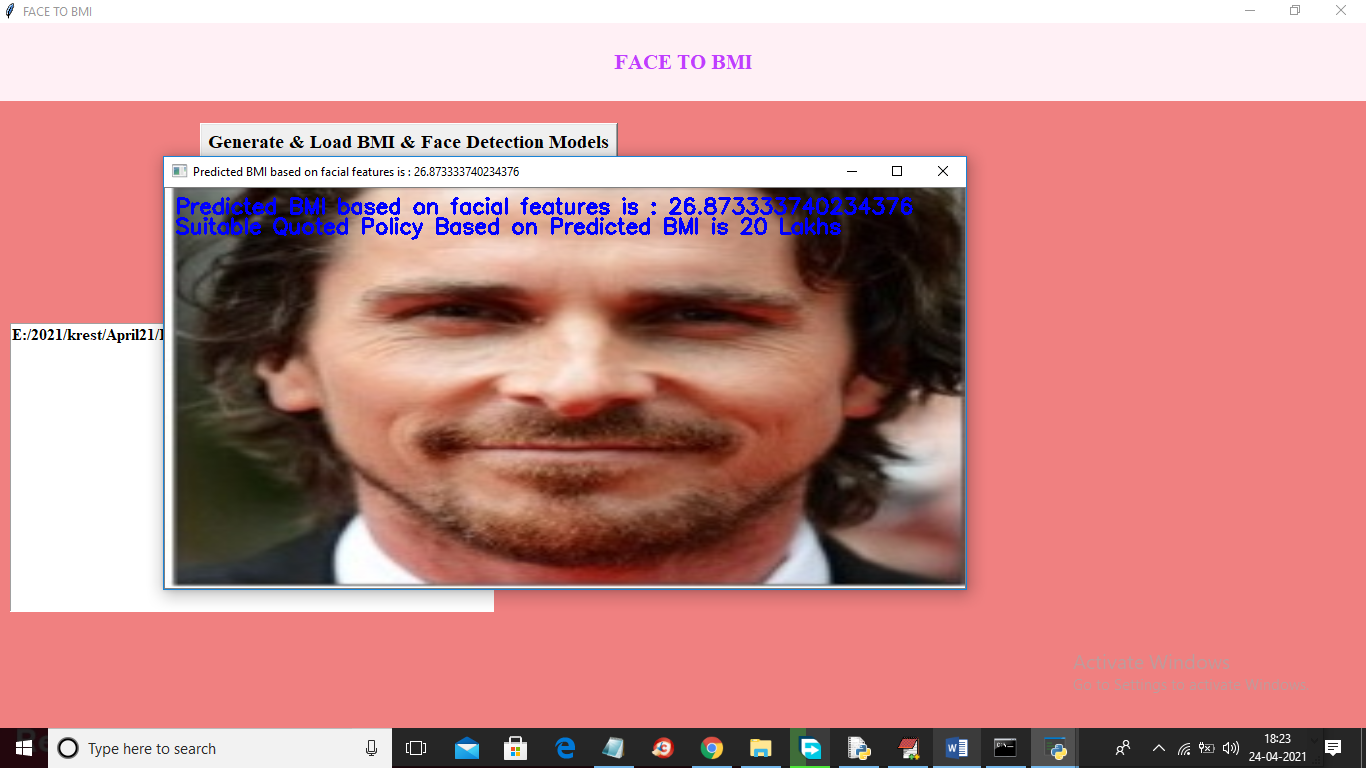 FACE TO BMI
FACE TO BMI
Generate & Load BMI & Face Detection Models
Predicted BMI based on facial features is : 26.873333740234376
Predicted BMI based on facial features is : 26.873333740234376
Suitable Quoted Policy Based on Predicted BMI is 20 Lakhs
E:/2021/krest/April21/
Activate Windows
Go to Settings to activate Windows.
Type here to search
18:23
24-04-2021